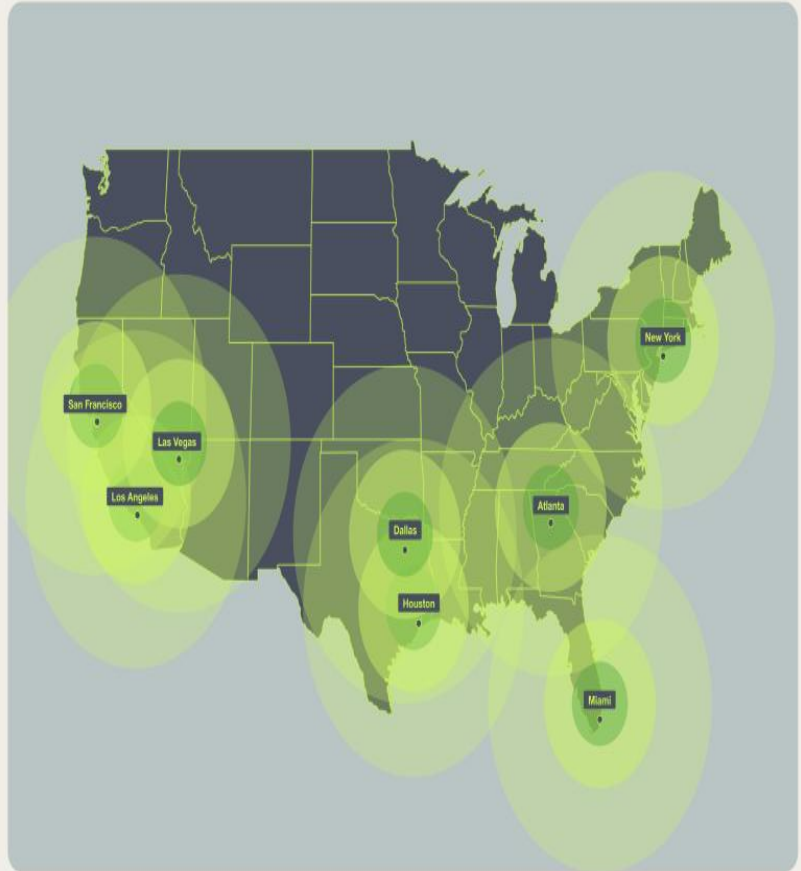 New York
San Francisco
Las Vegas
Los Angeles
Atlanta
Dallas
Houston
Miami